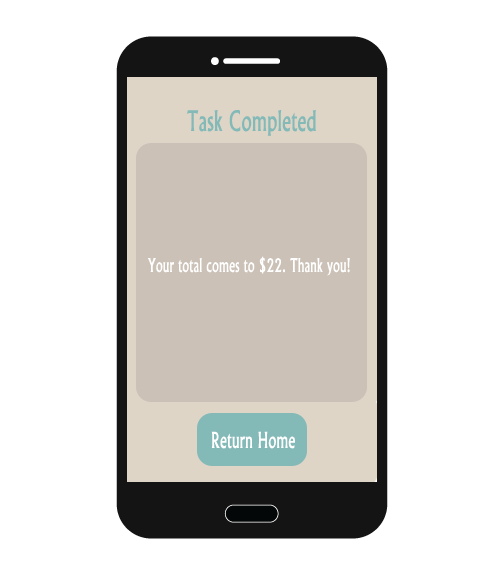 Task Completed
Your total comes to $22. Thank you!
Return Home